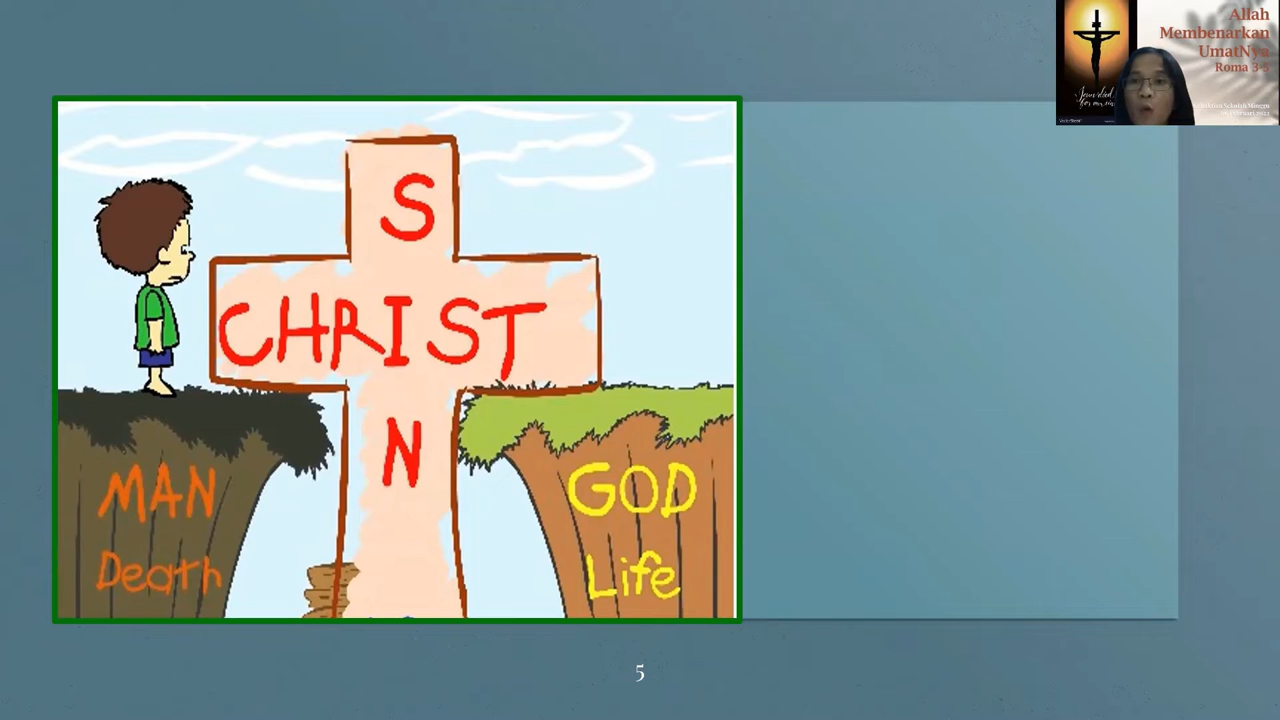 Allah
Membenarkan
UmatNya
Roma 3-5
S
CHRIST
N
MAN
Death
GOD
Life
5